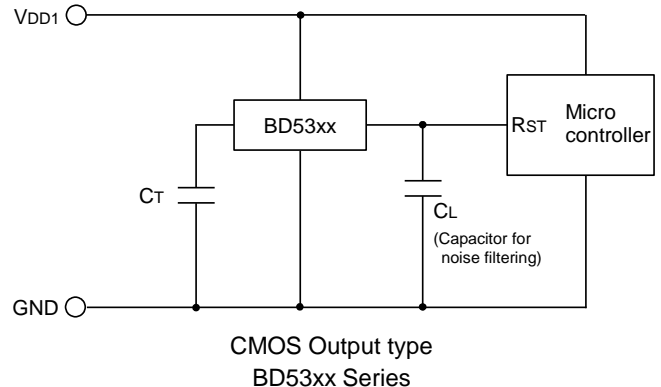 VDD1
BD53xx
RST
Micro
controller
CT
CL
(Capacitor for
noise filtering)
GND
CMOS Output type
BD53xx Series